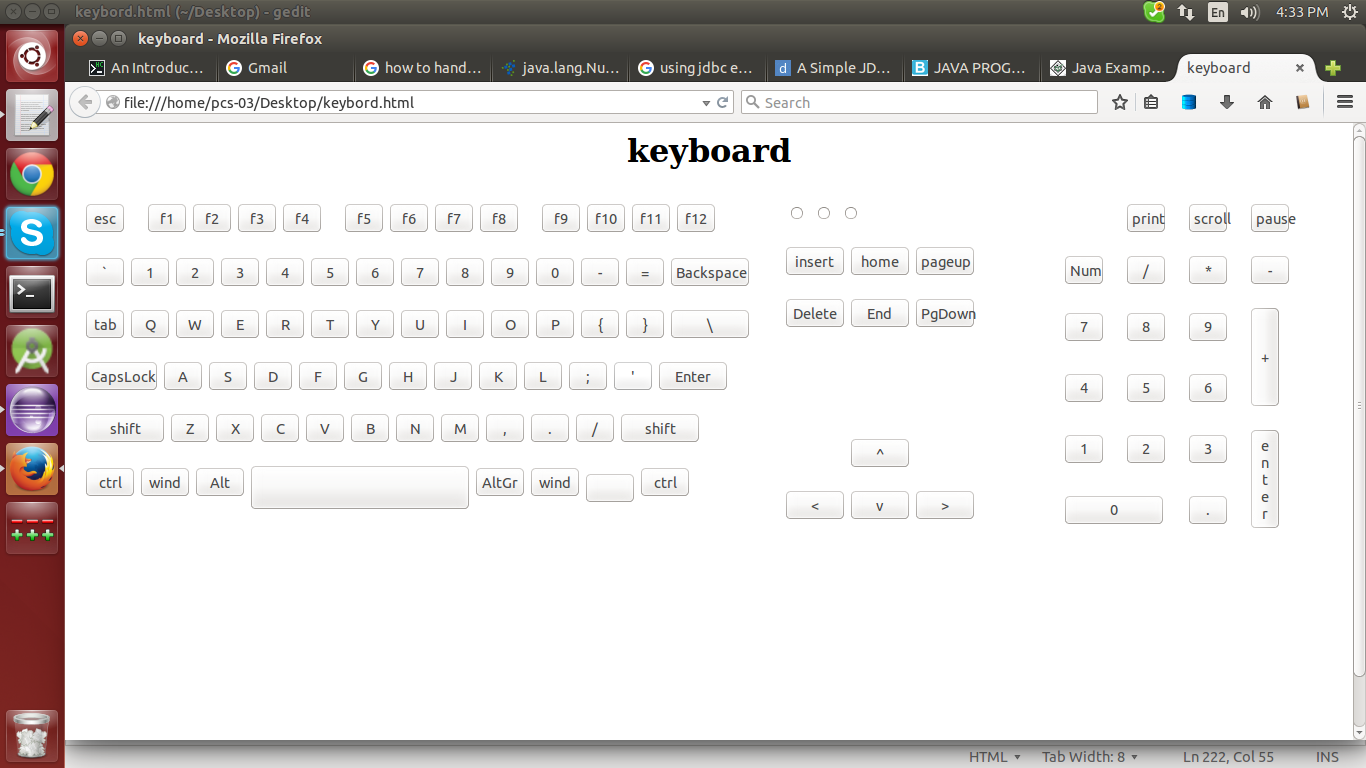 keybord.html (~/Desktop) - gedit
2 En 4:33 PM
keyboard - Mozilla Firefox
An Introduc... Gmail how to hand... java.lang.Nu... using jdbc e... d A Simple JD... B JAVA PROG... Java Examp... keyboard
file:///home/pcs-03/Desktop/keybord.html Search
keyboard
esc f1 f2 f3 f4 f5 f6 f7 f8 f9 f10 f11 f12 print scroll pause
` 1 2 3 4 5 6 7 8 9 0 - = Backspace insert home pageup Num / * -
tab Q W E R T Y U I O P { } \ Delete End PgDown 7 8 9 +
CapsLock A S D F G H J K L ; ' Enter 4 5 6
shift Z X C V B N M , . / shift ^ 1 2 3 enter
ctrl wind Alt AltGr wind ctrl < v > 0 .
HTML Tab Width: 8 Ln 222, Col 55 INS